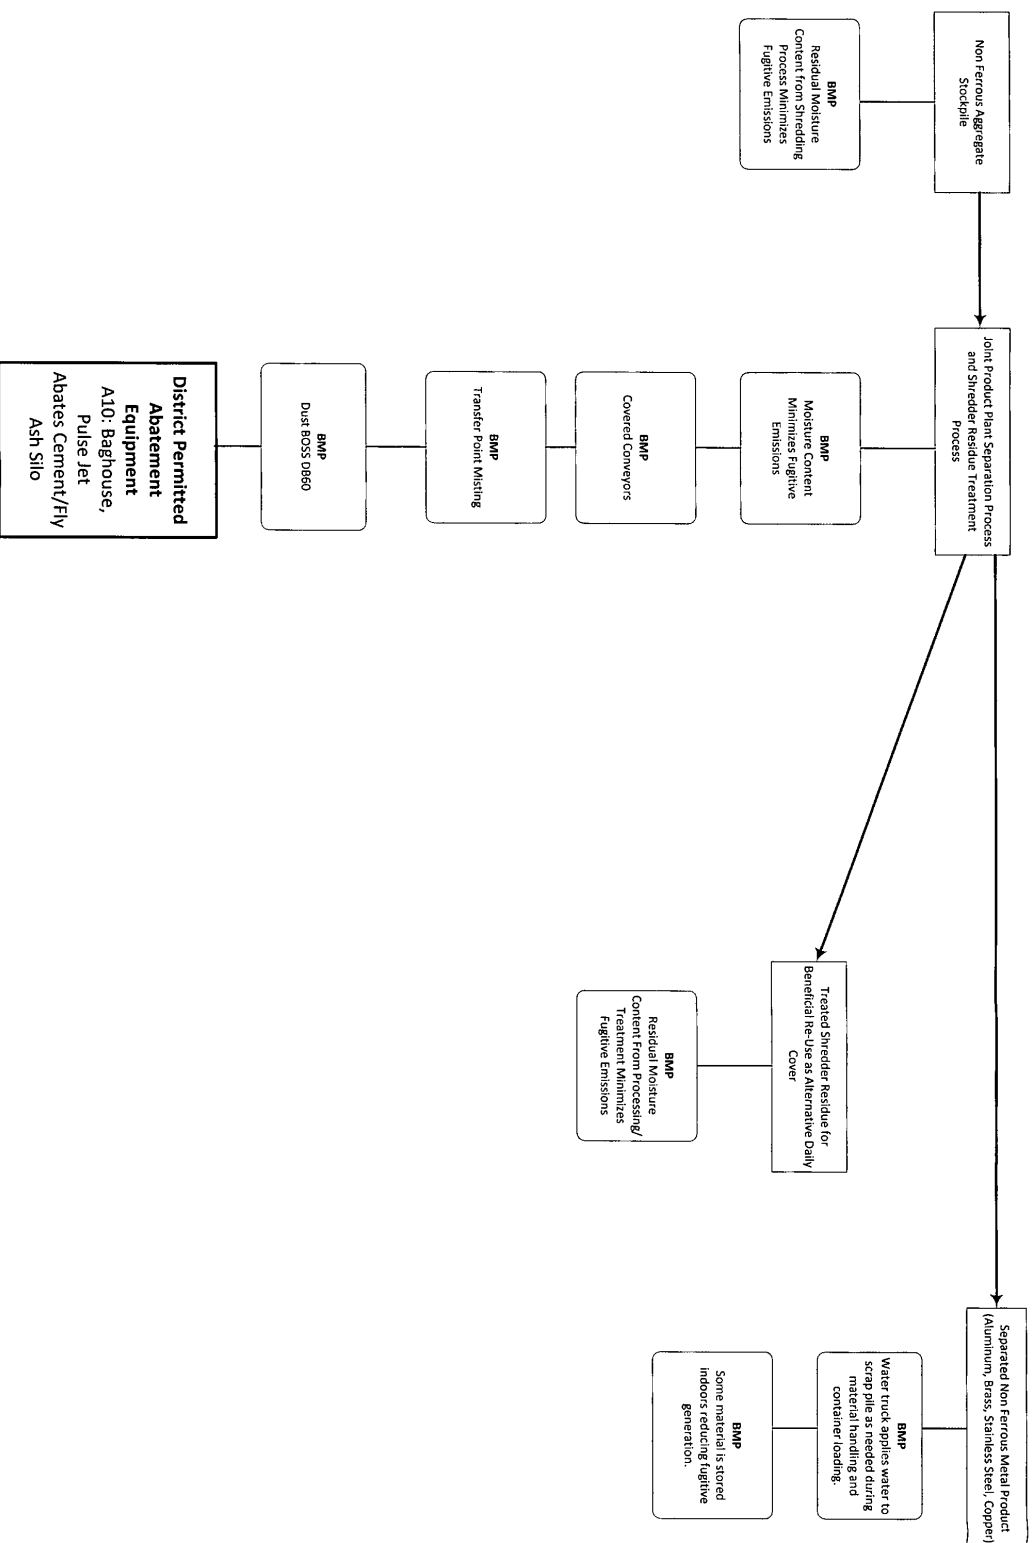 Non Ferrous Aggregate
Stockpile
BMP
Residual Moisture
Content from Shredding
Process Minimizes
Fugitive Emissions
Joint Product Plant Separation Process
and Shredder Residue Treatment
Process
BMP
Moisture Content
Minimizes Fugitive
Emissions
BMP
Covered Conveyors
BMP
Transfer Point Misting
BMP
Dust BOSS DB60
District Permitted
Abatement
Equipment
A10: Baghouse,
Pulse Jet
Abates Cement/Fly
Ash Silo
Treated Shredder Residue for
Beneficial Re-Use as Alternative Daily
Cover
BMP
Residual Moisture
Content From Processing/
Treatment Minimizes
Fugitive Emissions
Separated Non Ferrous Metal Product
(Aluminum, Brass, Stainless Steel, Copper)
BMP
Water truck applies water to
scrap pile as needed during
material handling and
container loading.
BMP
Some material is stored
indoors reducing fugitive
generation.